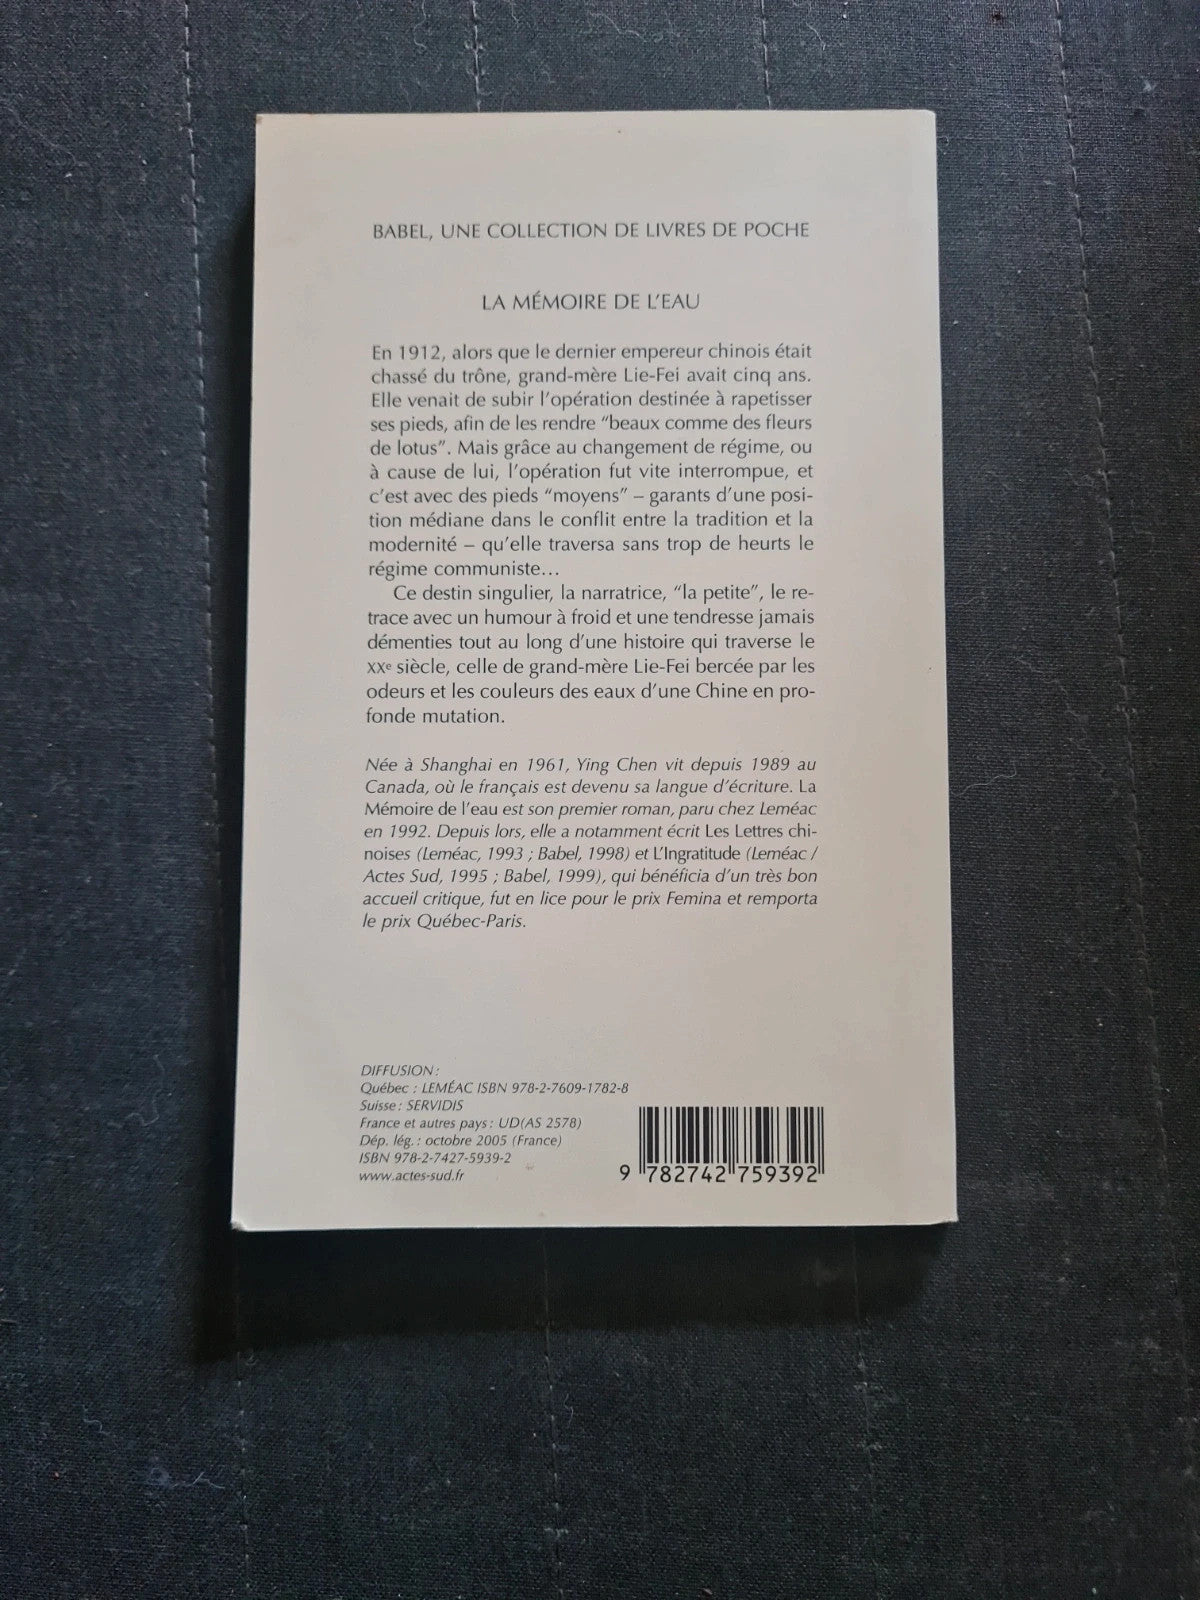 BABEL, UNE COLLECTION DE LIVRES DE POCHE
LA MÉMOIRE DE L'EAU
En 1912, alors que le dernier empereur chinois était
chassé du trône, grand-mère Lie-Fei avait cinq ans.
Elle venait de subir l'opération destinée à rapetisser
ses pieds, afin de les rendre "beaux comme des fleurs
de lotus". Mais grâce au changement de régime, ou
à cause de lui, l'opération fut vite interrompue, et
c'est avec des pieds "moyens" – garants d'une posi-
tion médiane dans le conflit entre la tradition et la
modernité – qu'elle traversa sans trop de heurts le
régime communiste…
Ce destin singulier, la narratrice, "la petite", le re-
trace avec un humour à froid et une tendresse jamais
démenties tout au long d'une histoire qui traverse le
XXe siècle, celle de grand-mère Lie-Fei bercée par les
odeurs et les couleurs des eaux d'une Chine en pro-
fonde mutation.
Née à Shanghai en 1961, Ying Chen vit depuis 1989 au
Canada, où le français est devenu sa langue d'écriture. La
Mémoire de l'eau est son premier roman, paru chez Leméac
en 1992. Depuis lors, elle a notamment écrit Les Lettres chi-
noises (Leméac, 1993 ; Babel, 1998) et L'Ingratitude (Leméac /
Actes Sud, 1995 ; Babel, 1999), qui bénéficia d'un très bon
accueil critique, fut en lice pour le prix Femina et remporta
le prix Québec-Paris.
DIFFUSION :
Québec : LEMÉAC ISBN 978-2-7609-1782-8
Suisse : SERVIDIS
France et autres pays : UD(AS 2578)
Dép. lég. : octobre 2005 (France)
ISBN 978-2-7427-5939-2
www.actes-sud.fr
9 782742 759392